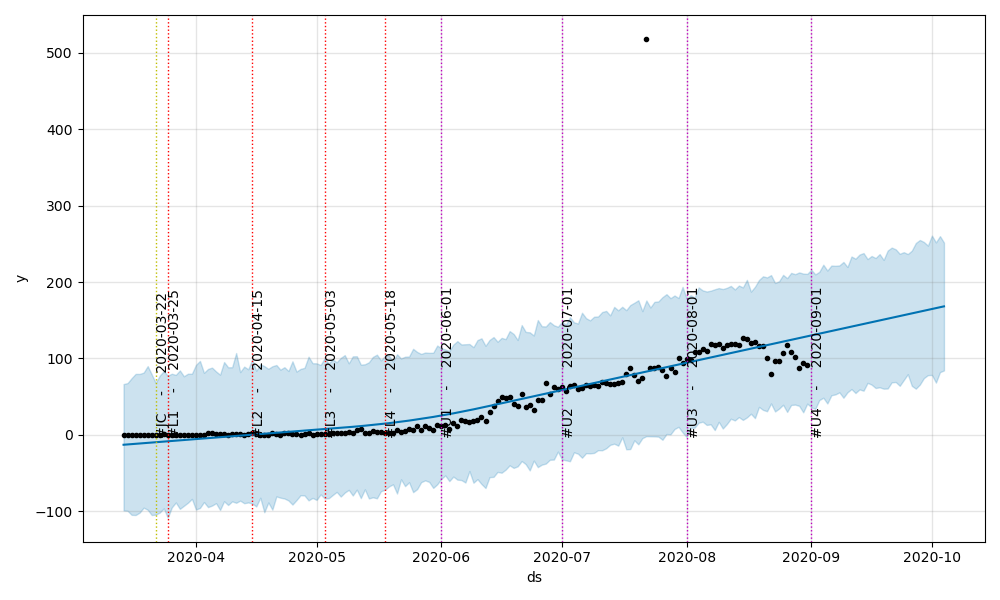 500
400
300
200
100
0
−100
y
#JC - 2020-03-22
#L1 - 2020-03-25
#L2 - 2020-04-15
#L3 - 2020-05-03
#L4 - 2020-05-18
#U1 - 2020-06-01
#U2 - 2020-07-01
#U3 - 2020-08-01
#U4 - 2020-09-01
2020-04 2020-05 2020-06 2020-07 2020-08 2020-09 2020-10
ds